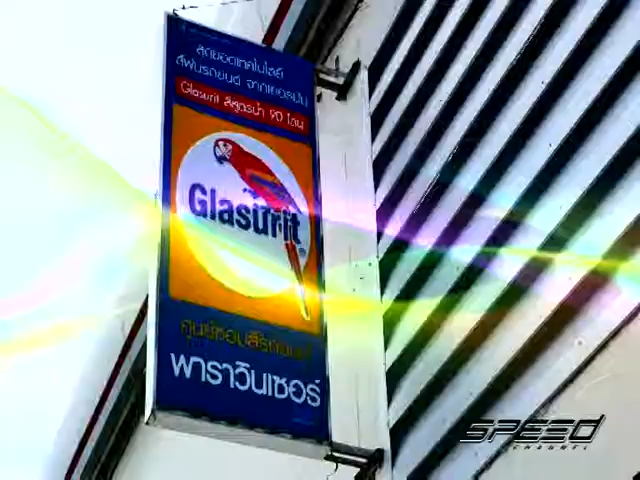 สุดยอดเทคโนโลยี
สีพ่นรถยนต์ จากเยอรมัน
Glasurit สีสูตรน้ำ 90 ไลน์
Glasurit
ศูนย์ซ่อมสีรถยนต์
พาราวินเซอร์
SPEED
CHANNEL